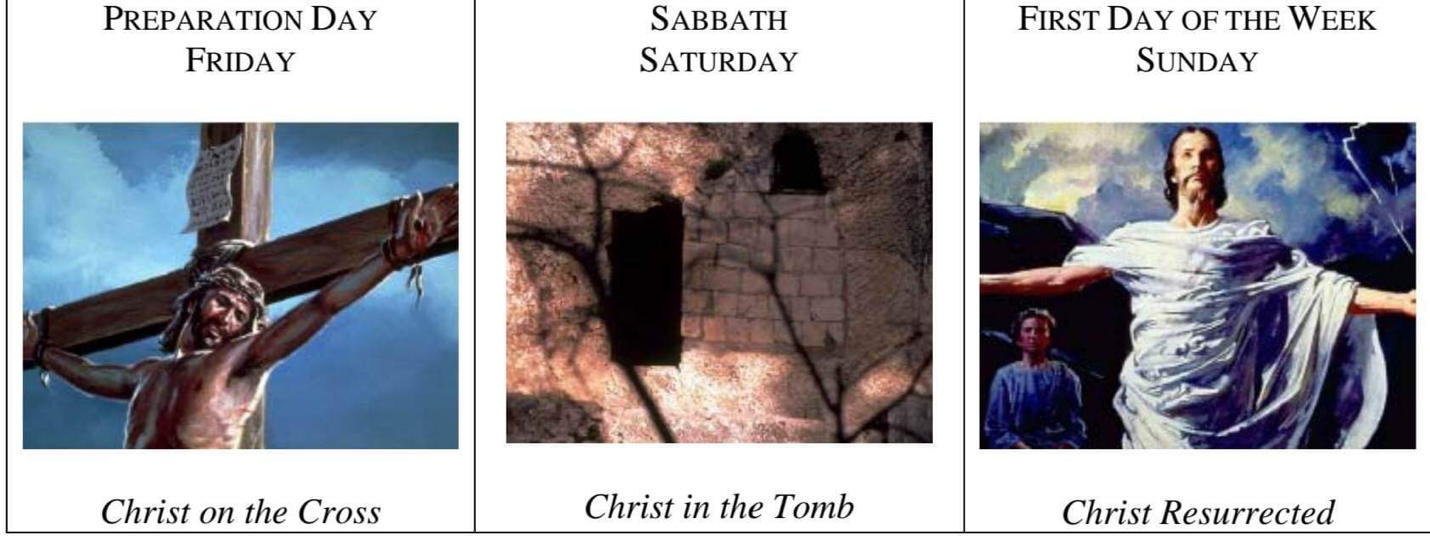 PREPARATION DAY
FRIDAY
Christ on the Cross
SABBATH
SATURDAY
Christ in the Tomb
FIRST DAY OF THE WEEK
SUNDAY
Christ Resurrected